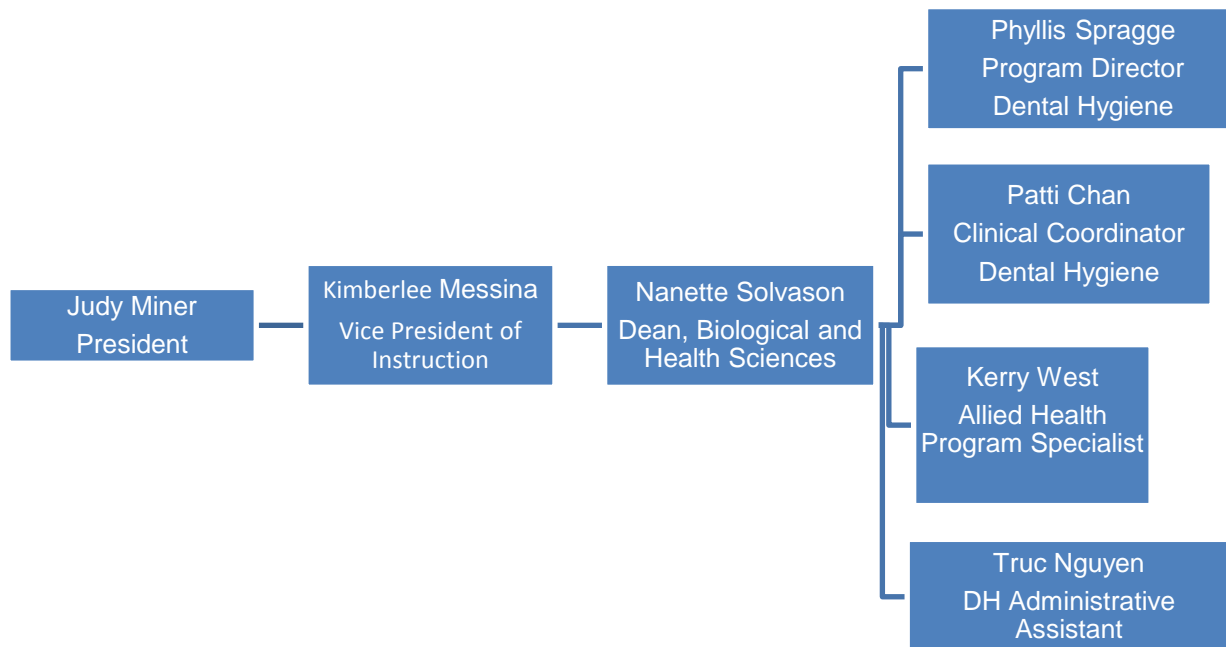 Judy Miner
President
Kimberlee Messina
Vice President of
Instruction
Nanette Solvason
Dean, Biological and
Health Sciences
Phyllis Spragge
Program Director
Dental Hygiene
Patti Chan
Clinical Coordinator
Dental Hygiene
Kerry West
Allied Health
Program Specialist
Truc Nguyen
DH Administrative
Assistant